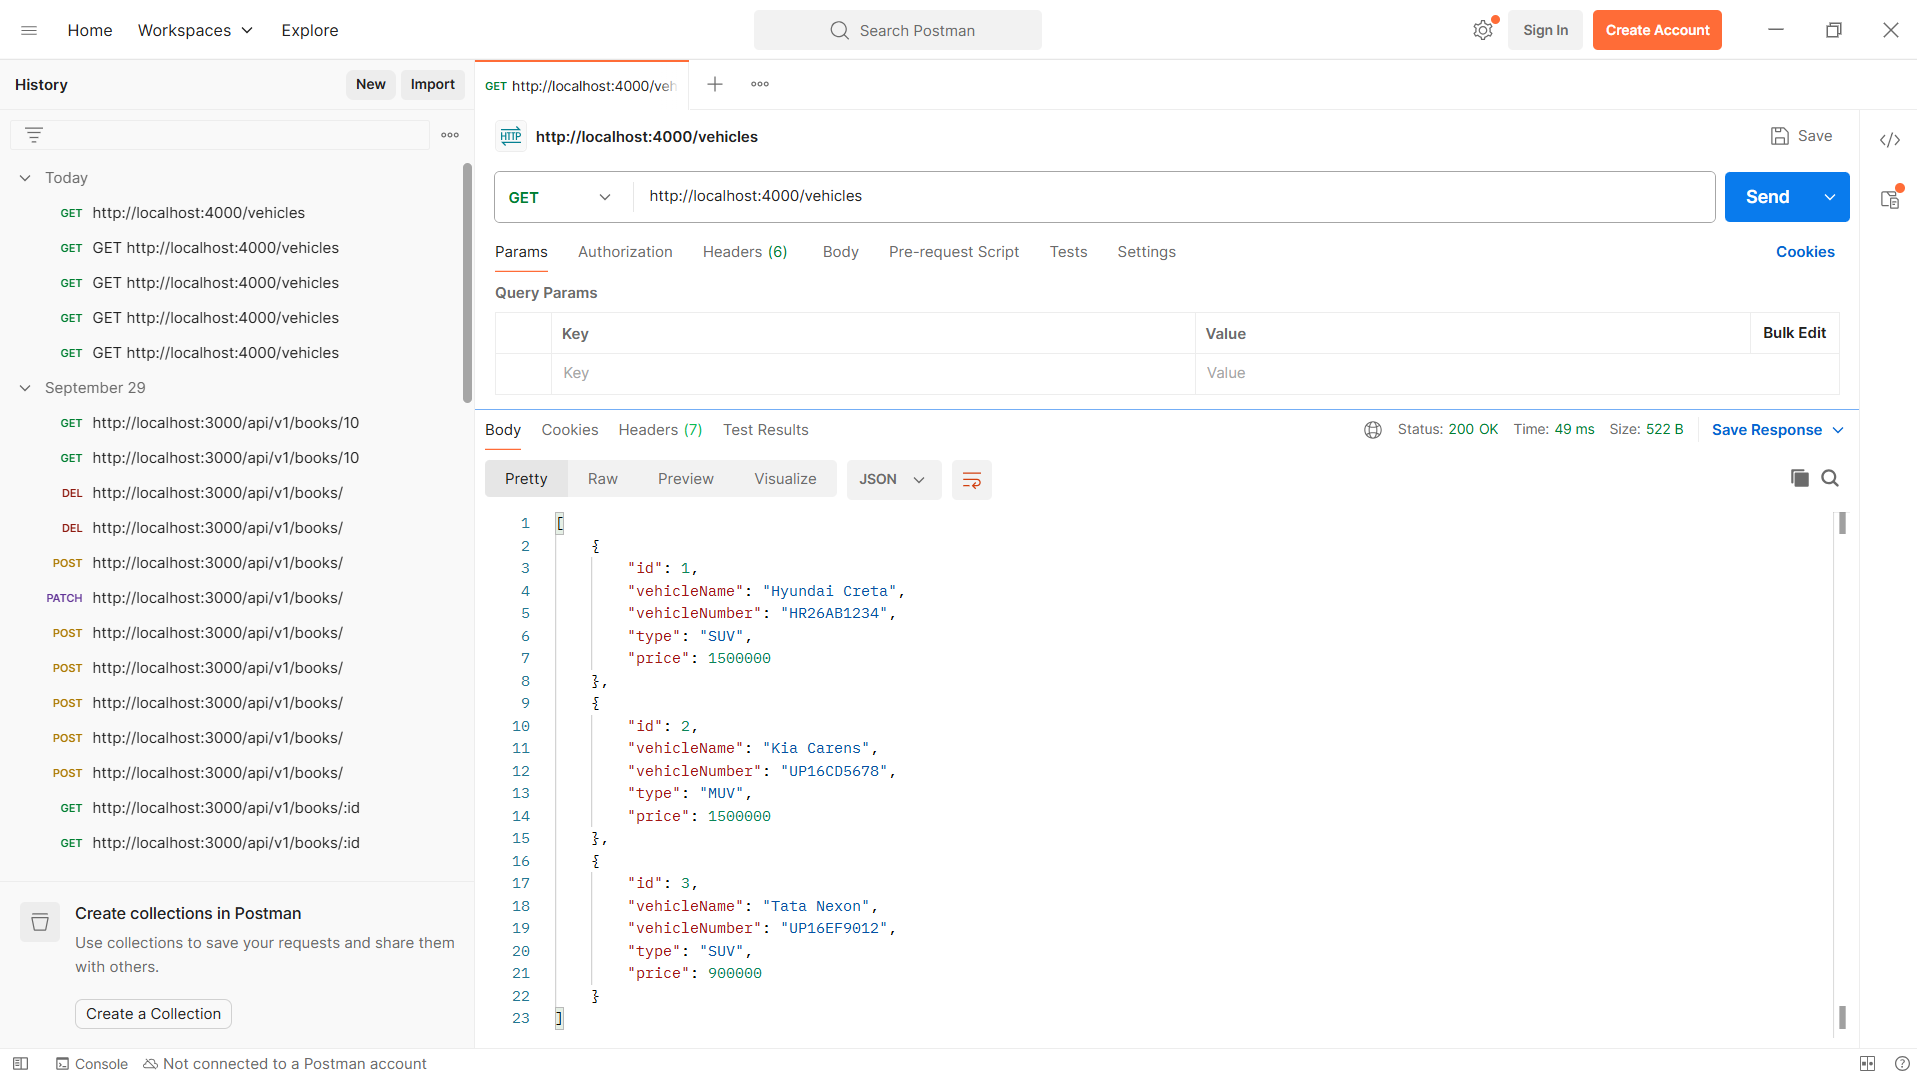 Home Workspaces Explore Search Postman Sign In Create Account
History New Import
GET http://localhost:4000/veh
HTTP http://localhost:4000/vehicles Save
GET http://localhost:4000/vehicles Send
Params Authorization Headers (6) Body Pre-request Script Tests Settings Cookies
Query Params
Key Value Bulk Edit
Key Value
Today
GET http://localhost:4000/vehicles
GET GET http://localhost:4000/vehicles
GET GET http://localhost:4000/vehicles
GET GET http://localhost:4000/vehicles
GET GET http://localhost:4000/vehicles
September 29
GET http://localhost:3000/api/v1/books/10
GET http://localhost:3000/api/v1/books/10
DEL http://localhost:3000/api/v1/books/
DEL http://localhost:3000/api/v1/books/
POST http://localhost:3000/api/v1/books/
PATCH http://localhost:3000/api/v1/books/
POST http://localhost:3000/api/v1/books/
POST http://localhost:3000/api/v1/books/
POST http://localhost:3000/api/v1/books/
POST http://localhost:3000/api/v1/books/
POST http://localhost:3000/api/v1/books/
GET http://localhost:3000/api/v1/books/:id
GET http://localhost:3000/api/v1/books/:id
Create collections in Postman
Use collections to save your requests and share them
with others.
Create a Collection
Body Cookies Headers (7) Test Results Status: 200 OK Time: 49 ms Size: 522 B Save Response
Pretty Raw Preview Visualize JSON
1 [
2 {
3 "id": 1,
4 "vehicleName": "Hyundai Creta",
5 "vehicleNumber": "HR26AB1234",
6 "type": "SUV",
7 "price": 1500000
8 },
9 {
10 "id": 2,
11 "vehicleName": "Kia Carens",
12 "vehicleNumber": "UP16CD5678",
13 "type": "MUV",
14 "price": 1500000
15 },
16 {
17 "id": 3,
18 "vehicleName": "Tata Nexon",
19 "vehicleNumber": "UP16EF9012",
20 "type": "SUV",
21 "price": 900000
22 }
23 ]
Console Not connected to a Postman account